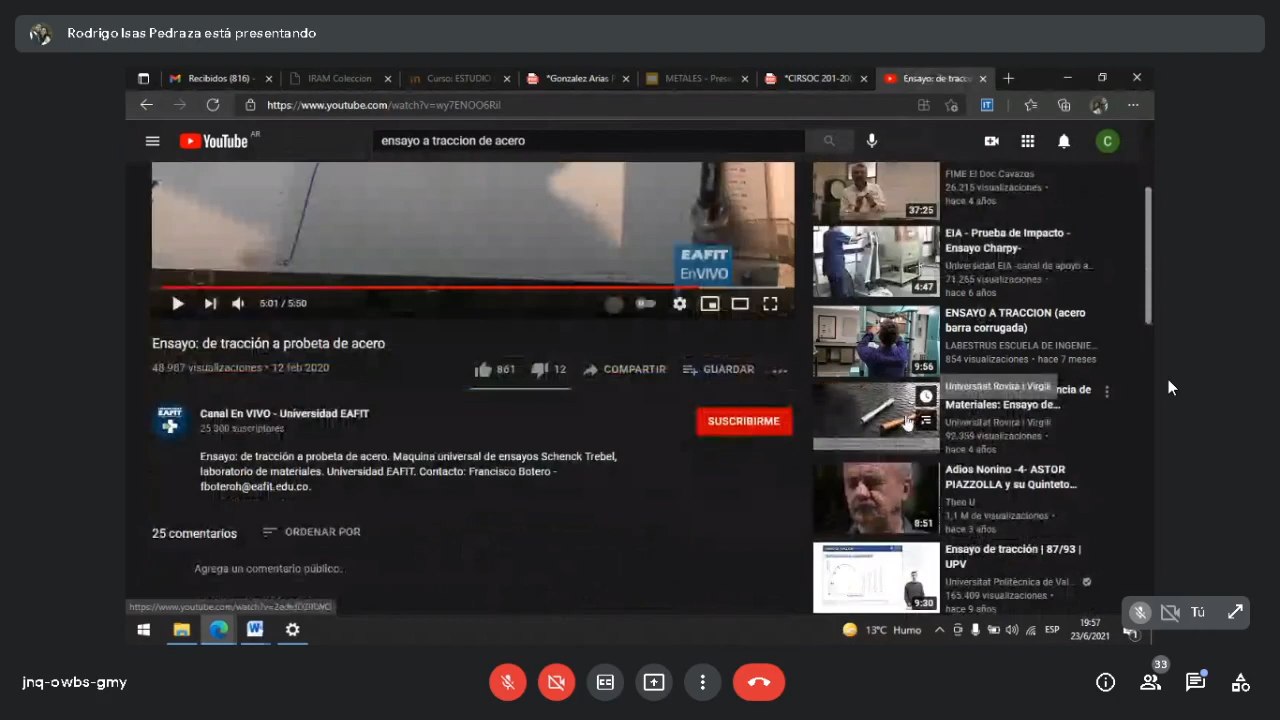 Rodrigo Isas Pedraza está presentando
Recibidos (816) -
IRAM Coleccion
Curso: ESTUDIO
*Gonzalez Arias
METALES - Pres
*CIRSOC 201-20
Ensayo: de tracc
https://www.youtube.com/watch?v=wy7ENOO6RiI
YouTube AR
ensayo a traccion de acero
C
EAFIT
En VIVO
5:01 / 5:50
Ensayo: de tracción a probeta de acero
48.987 visualizaciones • 12 feb 2020
861
12
COMPARTIR
GUARDAR
Canal En VIVO - Universidad EAFIT
25 300 suscriptores
SUSCRIBIRME
Ensayo: de tracción a probeta de acero. Maquina universal de ensayos Schenck Trebel,
laboratorio de materiales. Universidad EAFIT. Contacto: Francisco Botero -
fboteroh@eafit.edu.co.
25 comentarios
ORDENAR POR
Agrega un comentario público.
FIME El Doc Cavazos
26.215 visualizaciones •
hace 4 años
37:25
EIA - Prueba de Impacto -
Ensayo Charpy-
Universidad EIA -canal de apoyo a...
71.265 visualizaciones •
hace 6 años
4:47
ENSAYO A TRACCION (acero
barra corrugada)
LABESTRUS ESCUELA DE INGENIE...
854 visualizaciones • hace 7 meses
9:56
Universitat Rovira i Virgili
ncia de
Materiales: Ensayo de...
Universitat Rovira i Virgili
92.359 visualizaciones •
hace 4 años
Adios Nonino -4- ASTOR
PIAZZOLLA y su Quinteto...
Theo U
1,1 M de visualizaciones •
hace 3 años
8:51
Ensayo de tracción | 87/93 |
UPV
Universitat Politècnica de Val...
165.409 visualizaciones •
hace 9 años
9:30
13°C Humo
ESP
19:57
23/6/2021
1
Tú
jnq-owbs-gmy
33